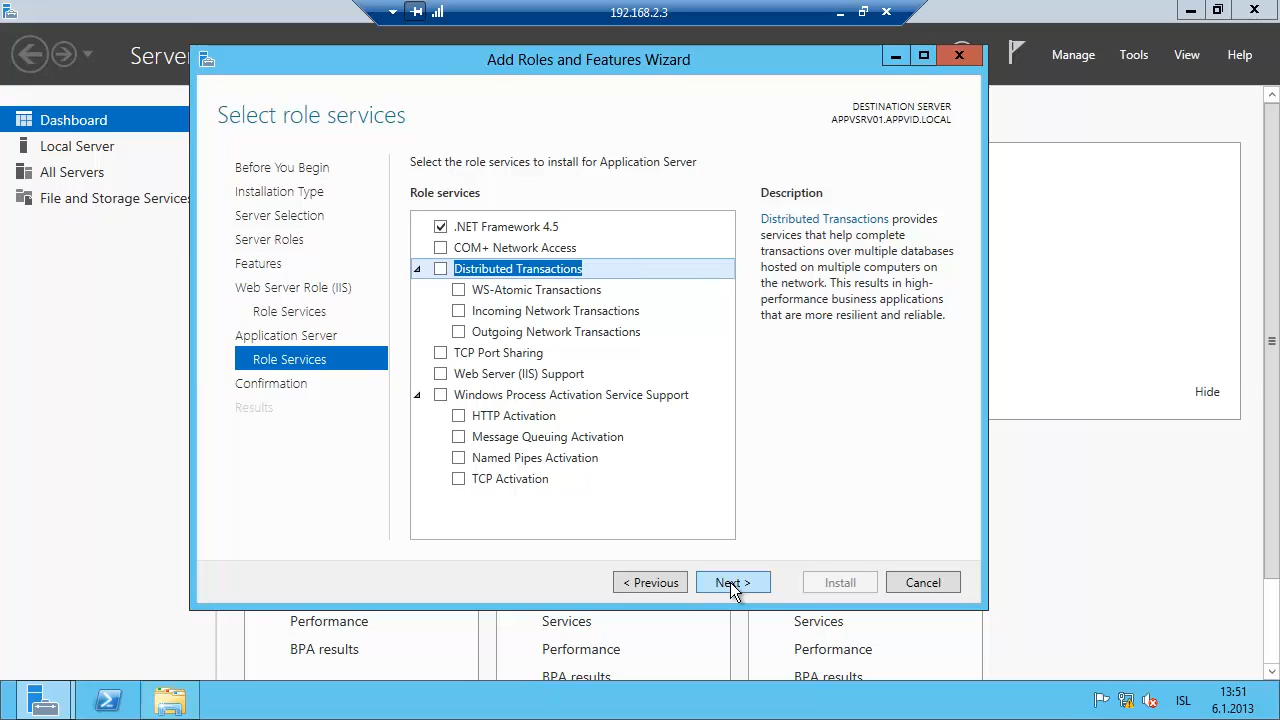 192.168.2.3
Server
Manage
Tools
View
Help
Add Roles and Features Wizard
Dashboard
Local Server
All Servers
File and Storage Services
Select role services
DESTINATION SERVER
APPVSRV01.APPVID.LOCAL
Before You Begin
Installation Type
Server Selection
Server Roles
Features
Web Server Role (IIS)
Role Services
Application Server
Role Services
Confirmation
Results
Select the role services to install for Application Server
Role services
.NET Framework 4.5
COM+ Network Access
Distributed Transactions
WS-Atomic Transactions
Incoming Network Transactions
Outgoing Network Transactions
TCP Port Sharing
Web Server (IIS) Support
Windows Process Activation Service Support
HTTP Activation
Message Queuing Activation
Named Pipes Activation
TCP Activation
Description
Distributed Transactions provides
services that help complete
transactions over multiple databases
hosted on multiple computers on
the network. This results in high-
performance business applications
that are more resilient and reliable.
Hide
< Previous
Next >
Install
Cancel
Performance
BPA results
Services
Performance
BPA results
Services
Performance
BPA results
ISL
13:51
6.1.2013